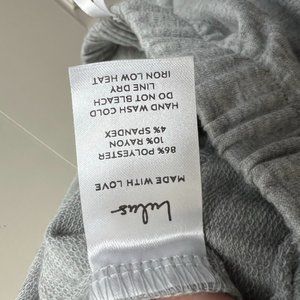 Lulus
MADE WITH LOVE
86% POLYESTER
10% RAYON
4% SPANDEX
HAND WASH COLD
DO NOT BLEACH
LINE DRY
IRON LOW HEAT